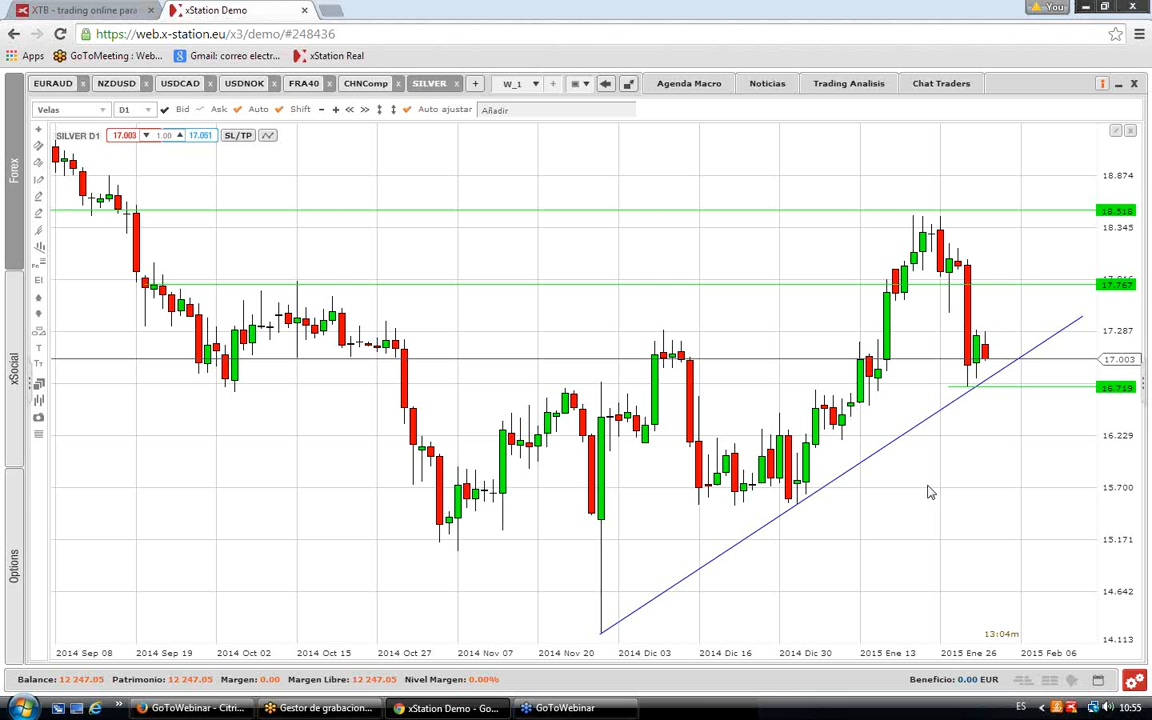 XTB - trading online para
xStation Demo
You
https://web.x-station.eu/x3/demo/#248436
Apps
GoToMeeting : Web...
Gmail: correo electr...
xStation Real
EURAUD
NZDUSD
USDCAD
USDNOK
FRA40
CHNComp
SILVER
W_1
Agenda Macro
Noticias
Trading Analisis
Chat Traders
Velas
D1
Bid
Ask
Auto
Shift
Auto ajustar
Añadir
SILVER D1
17.003
1.00
17.051
SL/TP
Forex
xSocial
Options
18.874
18.518
18.345
17.767
17.287
17.003
16.719
16.229
15.700
15.171
14.642
14.113
13:04m
2014 Sep 08
2014 Sep 19
2014 Oct 02
2014 Oct 15
2014 Oct 27
2014 Nov 07
2014 Nov 20
2014 Dic 03
2014 Dic 16
2014 Dic 30
2015 Ene 13
2015 Ene 26
2015 Feb 06
Balance: 12 247.05
Patrimonio: 12 247.05
Margen: 0.00
Margen Libre: 12 247.05
Nivel Margen: 0.00%
Beneficio: 0.00 EUR
GoToWebinar - Citri...
Gestor de grabacion...
xStation Demo - Go...
GoToWebinar
ES
10:55